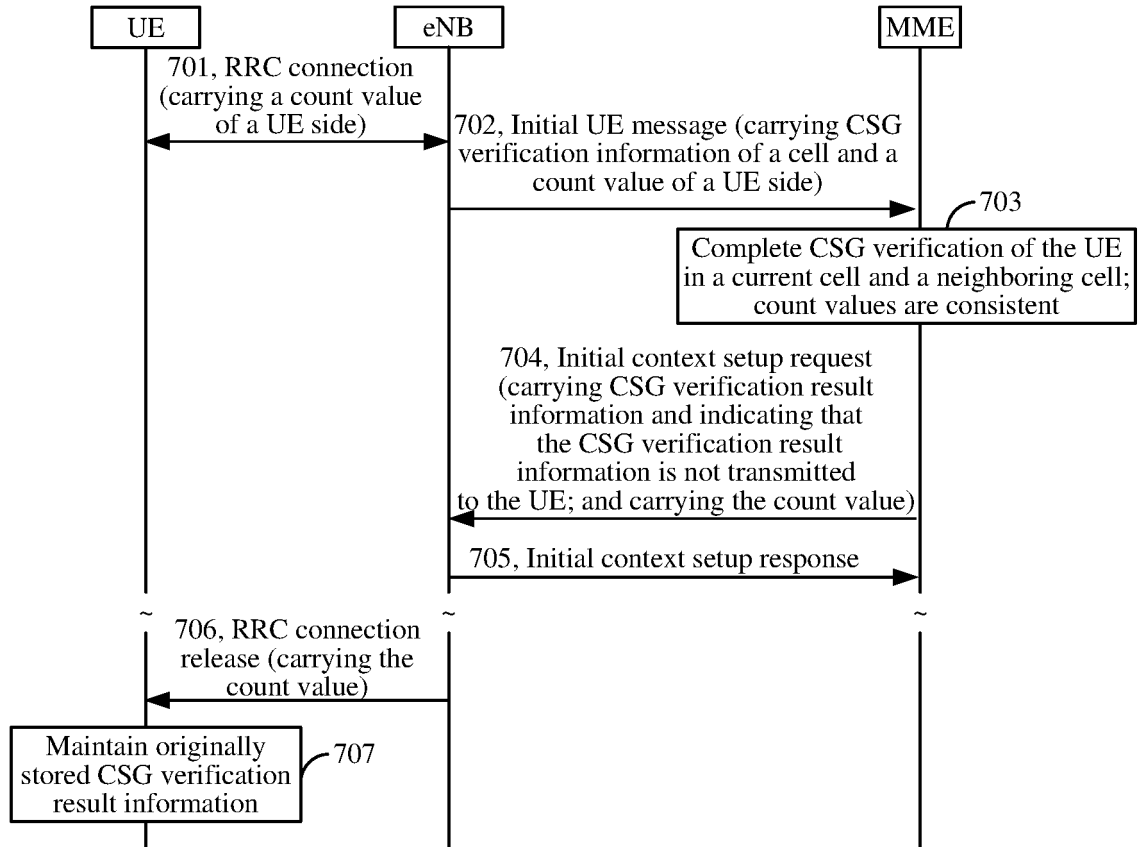 UE
eNB
MME
701, RRC connection
(carrying a count value
of a UE side)
702, Initial UE message (carrying CSG
verification information of a cell and a
count value of a UE side)
703
Complete CSG verification of the UE
in a current cell and a neighboring cell;
count values are consistent
704, Initial context setup request
(carrying CSG verification result
information and indicating that
the CSG verification result
information is not transmitted
to the UE; and carrying the count value)
705, Initial context setup response
~
~
~
706, RRC connection
release (carrying the
count value)
Maintain originally
stored CSG verification
result information
707